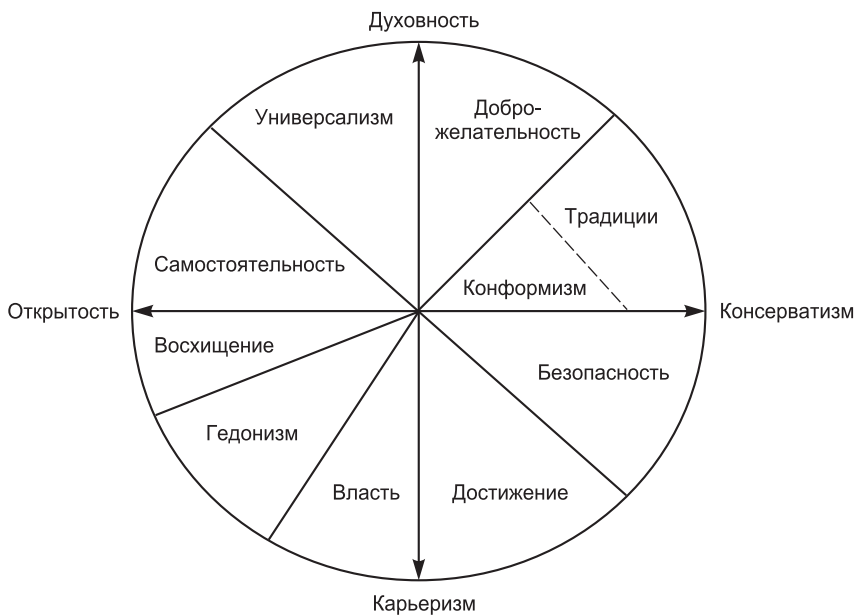 Духовность
Добро-
желательность
Универсализм
Традиции
Самостоятельность
Конформизм
Открытость
Консерватизм
Восхищение
Безопасность
Гедонизм
Власть
Достижение
Карьеризм